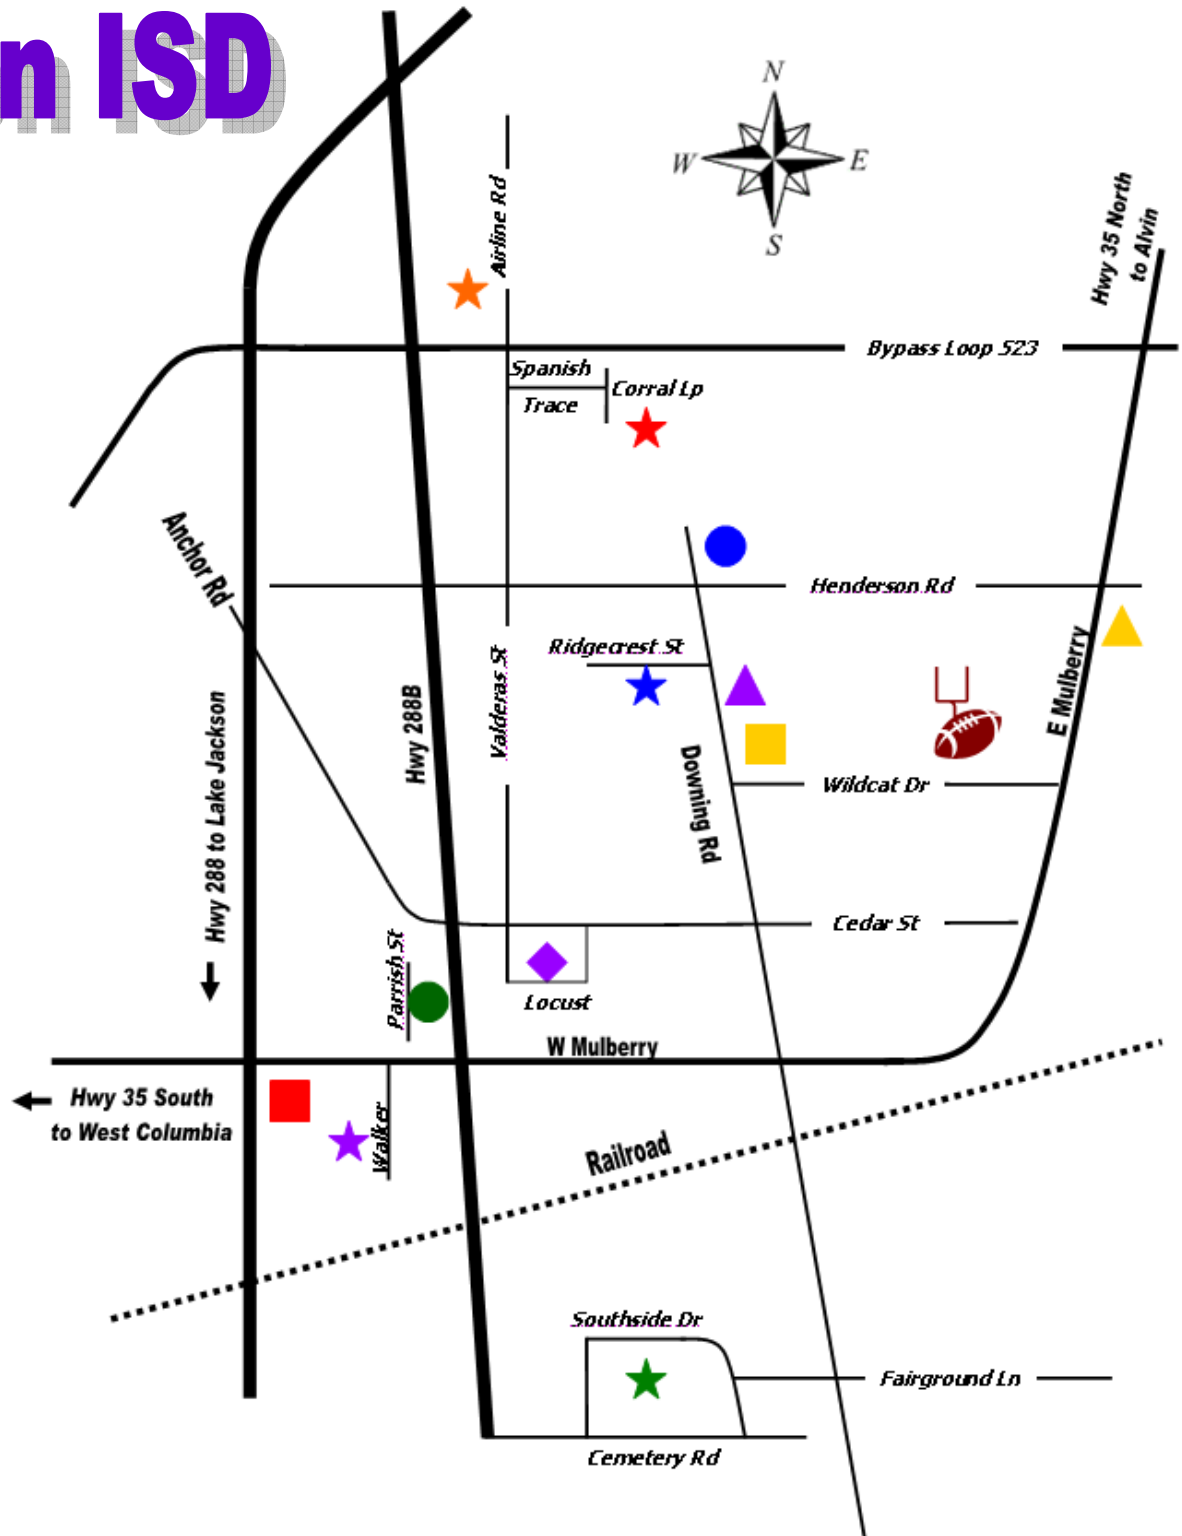 n ISD
N
W
E
S
Airline Rd
Hwy 35 North
to Alvin
Bypass Loop 523
Spanish
Trace
Corral Lp
Anchor Rd
Henderson Rd
Ridgecrest St
Valderas St
E Mulberry
Hwy 288B
Hwy 288 to Lake Jackson
Downing Rd
Wildcat Dr
Cedar St
Parrish St
Locust
W Mulberry
Hwy 35 South
to West Columbia
Walker
Railroad
Southside Dr
Fairground Ln
Cemetery Rd